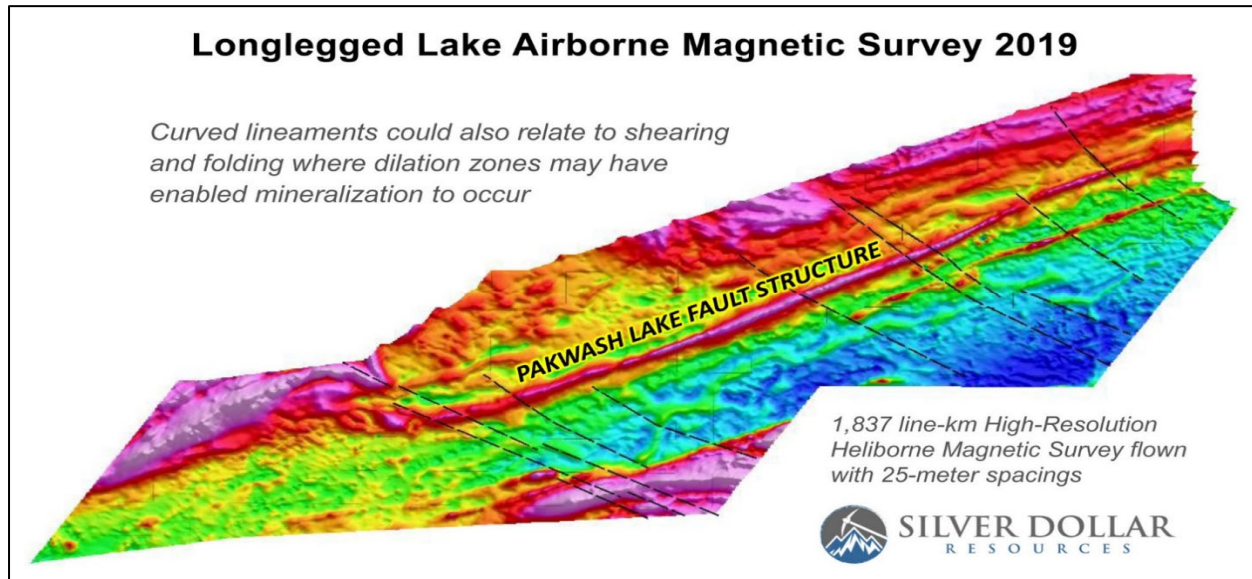 Longlegged Lake Airborne Magnetic Survey 2019
Curved lineaments could also relate to shearing
and folding where dilation zones may have
enabled mineralization to occur
PAKWASH LAKE FAULT STRUCTURE
1,837 line-km High-Resolution
Heliborne Magnetic Survey flown
with 25-meter spacings
SILVER DOLLAR
RESOURCES